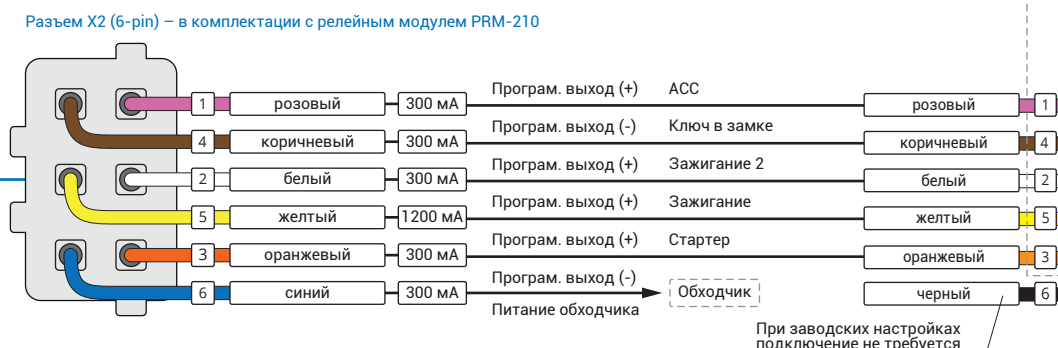 Разъем X2 (6-pin) – в комплектации с релейным модулем PRM-210
1 розовый 300 мА Програм. выход (+) ACC розовый 1
4 коричневый 300 мА Програм. выход (-) Ключ в замке коричневый 4
2 белый 300 мА Програм. выход (+) Зажигание 2 белый 2
5 желтый 1200 мА Програм. выход (+) Зажигание желтый 5
3 оранжевый 300 мА Програм. выход (+) Стартер оранжевый 3
6 синий 300 мА Програм. выход (-) Обходчик черный 6
Питание обходчика
При заводских настройках
подключение не требуется